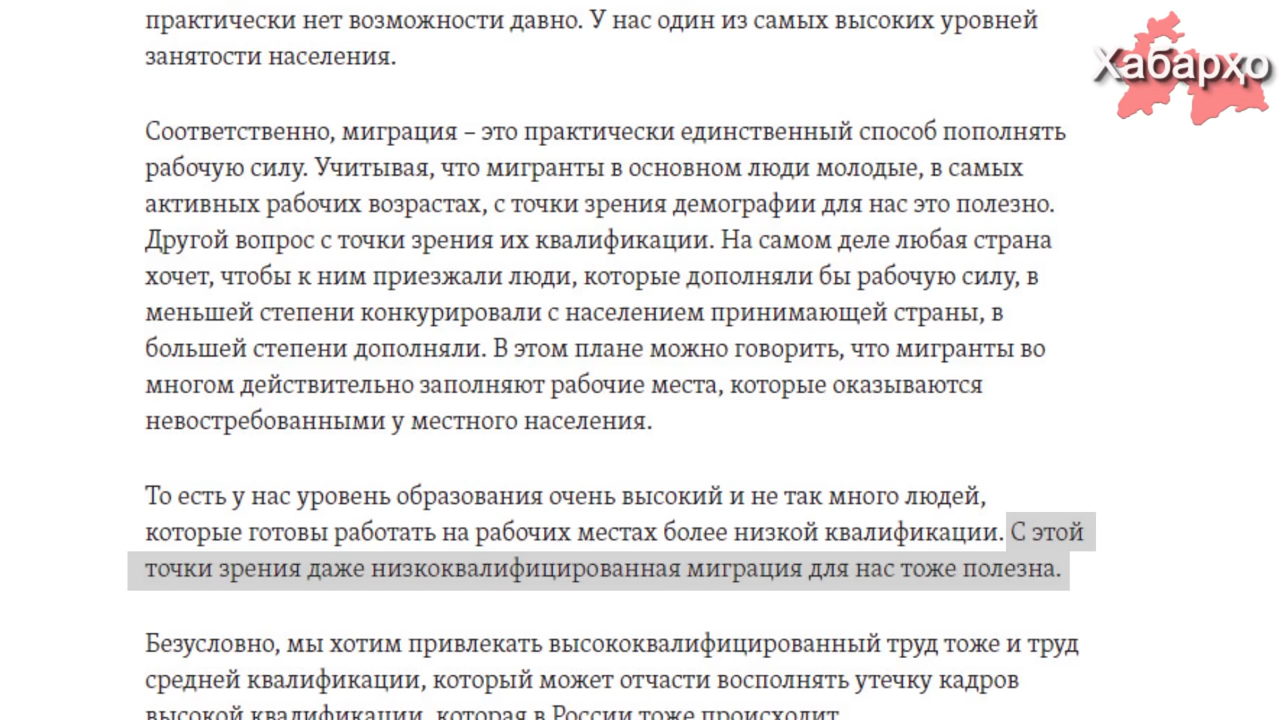 практически нет возможности давно. У нас один из самых высоких уровней
занятости населения.
Хабарҳо
Соответственно, миграция – это практически единственный способ пополнять
рабочую силу. Учитывая, что мигранты в основном люди молодые, в самых
активных рабочих возрастах, с точки зрения демографии для нас это полезно.
Другой вопрос с точки зрения их квалификации. На самом деле любая страна
хочет, чтобы к ним приезжали люди, которые дополняли бы рабочую силу, в
меньшей степени конкурировали с населением принимающей страны, в
большей степени дополняли. В этом плане можно говорить, что мигранты во
многом действительно заполняют рабочие места, которые оказываются
невостребованными у местного населения.
То есть у нас уровень образования очень высокий и не так много людей,
которые готовы работать на рабочих местах более низкой квалификации. С этой
точки зрения даже низкоквалифицированная миграция для нас тоже полезна.
Безусловно, мы хотим привлекать высококвалифицированный труд тоже и труд
средней квалификации, который может отчасти восполнять утечку кадров
высокой квалификации, которая в России тоже происходит.